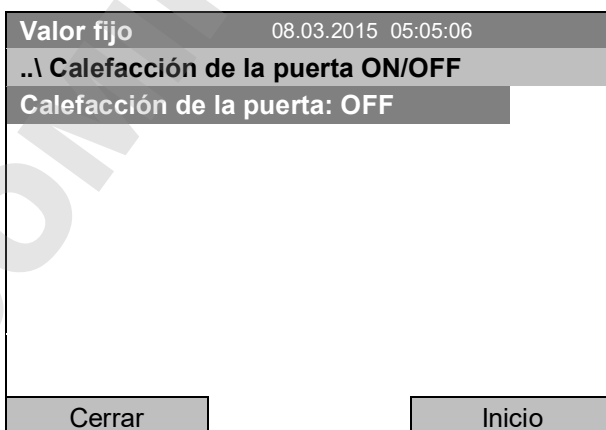 Valor fijo 08.03.2015 05:05:06
..\ Calefacción de la puerta ON/OFF
Calefacción de la puerta: OFF
Cerrar Inicio